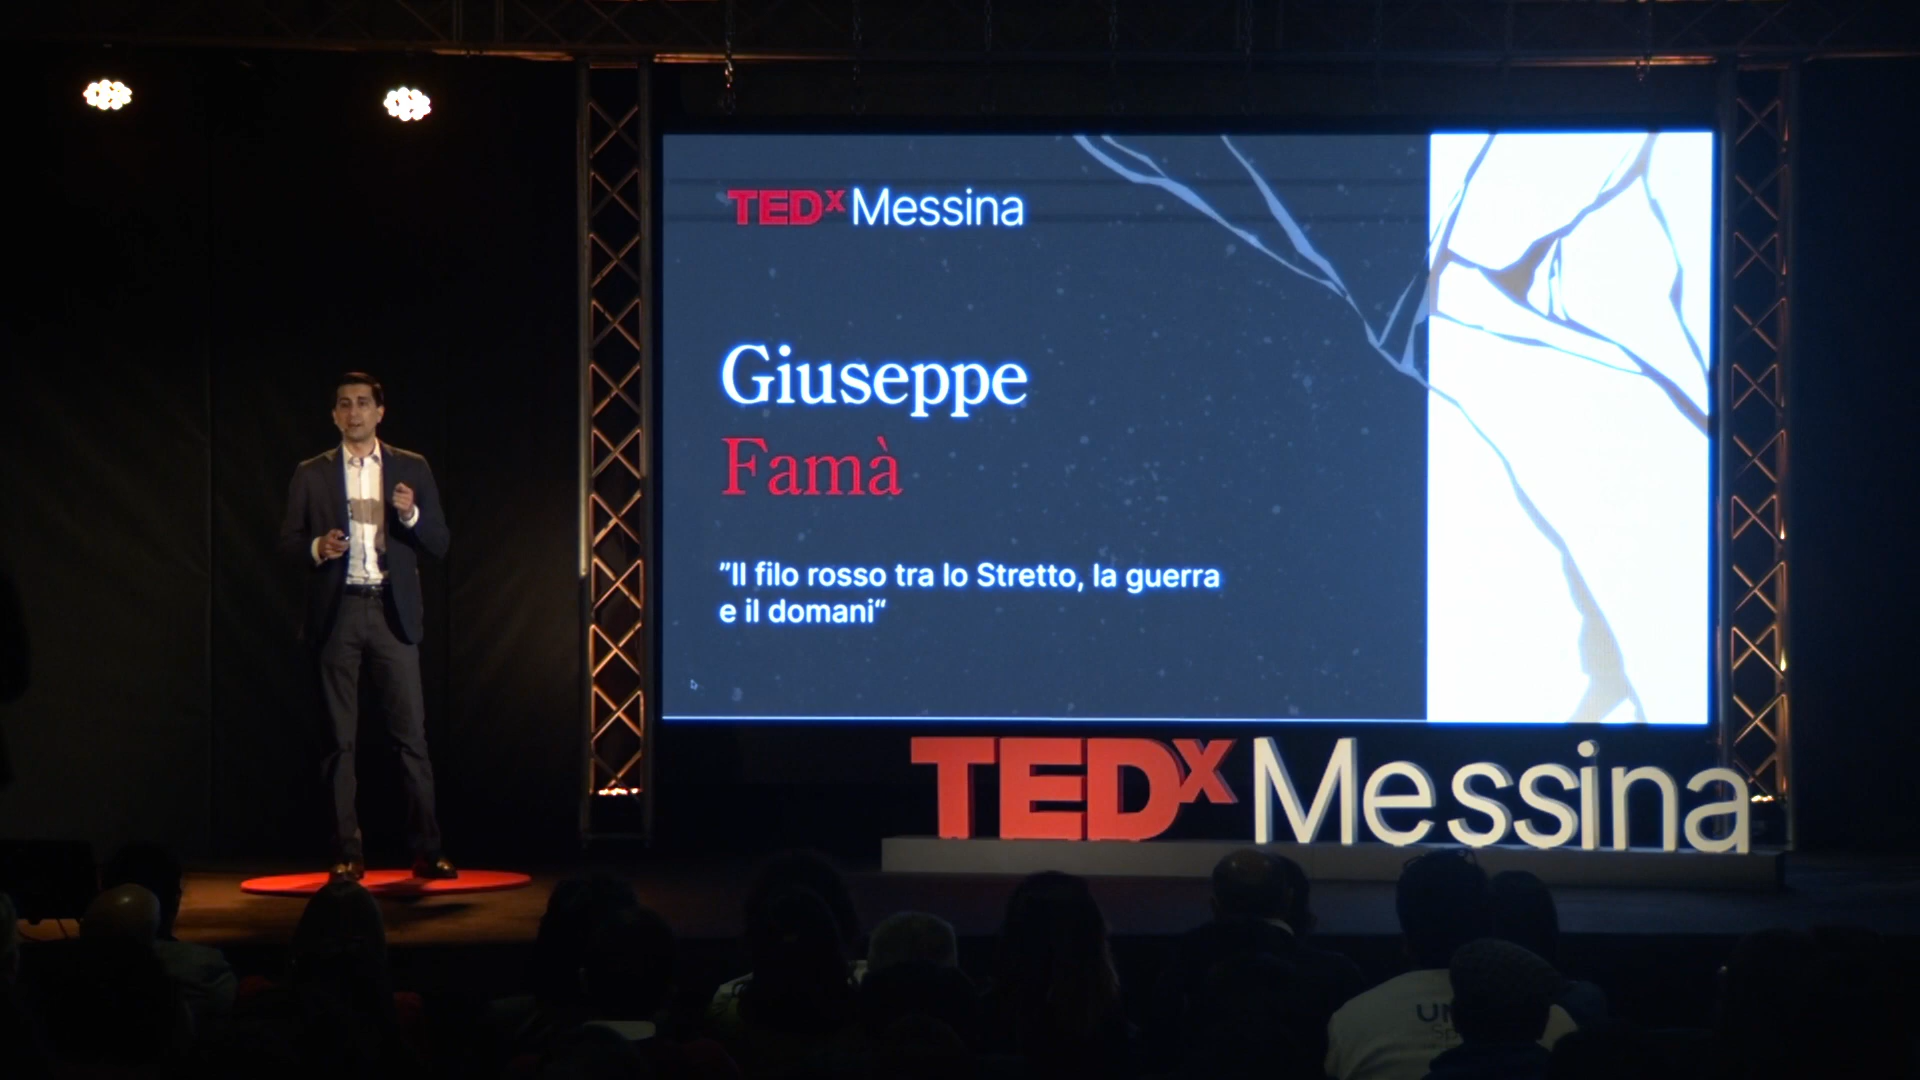 TEDx Messina
Giuseppe
Famà
"Il filo rosso tra lo Stretto, la guerra
e il domani"
TEDx Messina